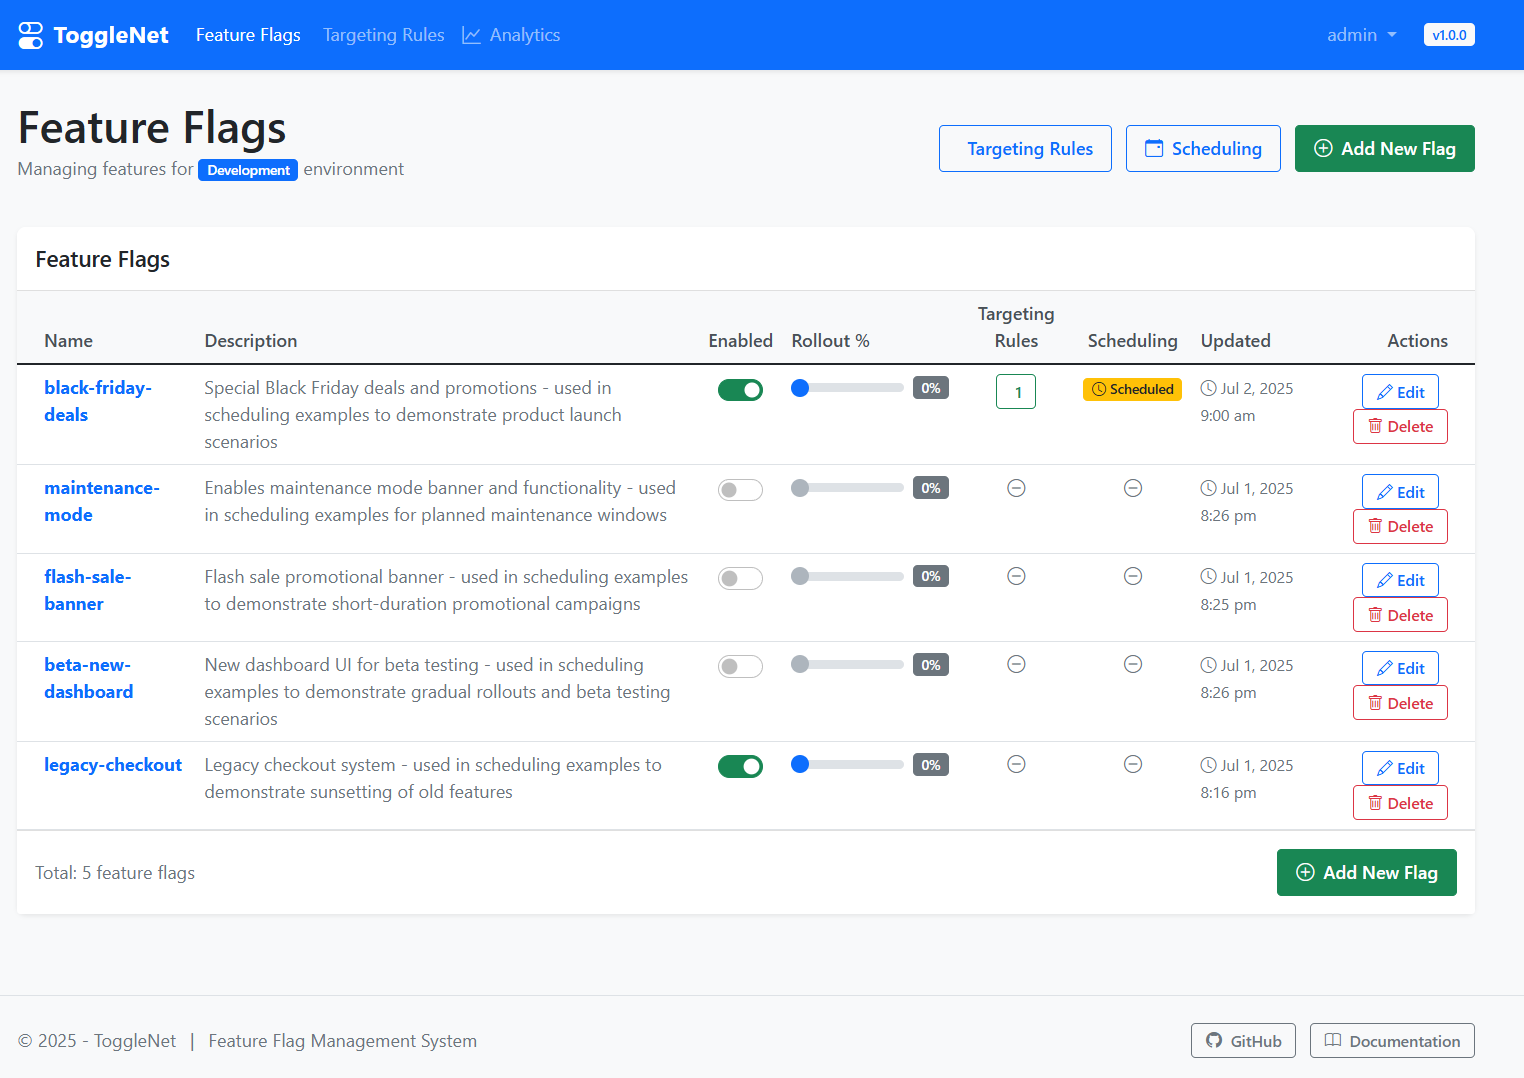 ToggleNet Feature Flags Targeting Rules Analytics admin v1.0.0
Feature Flags
Managing features for Development environment
Targeting Rules Scheduling Add New Flag
Feature Flags
Name Description Enabled Rollout % Targeting Rules Scheduling Updated Actions
black-friday-
deals
Special Black Friday deals and promotions - used in
scheduling examples to demonstrate product launch
scenarios
0% 1 Scheduled
Jul 2, 2025
9:00 am
Edit
Delete
maintenance-
mode
Enables maintenance mode banner and functionality - used
in scheduling examples for planned maintenance windows
0%
Jul 1, 2025
8:26 pm
Edit
Delete
flash-sale-
banner
Flash sale promotional banner - used in scheduling examples
to demonstrate short-duration promotional campaigns
0%
Jul 1, 2025
8:25 pm
Edit
Delete
beta-new-
dashboard
New dashboard UI for beta testing - used in scheduling
examples to demonstrate gradual rollouts and beta testing
scenarios
0%
Jul 1, 2025
8:26 pm
Edit
Delete
legacy-checkout
Legacy checkout system - used in scheduling examples to
demonstrate sunsetting of old features
0%
Jul 1, 2025
8:16 pm
Edit
Delete
Total: 5 feature flags
Add New Flag
© 2025 - ToggleNet | Feature Flag Management System
GitHub Documentation